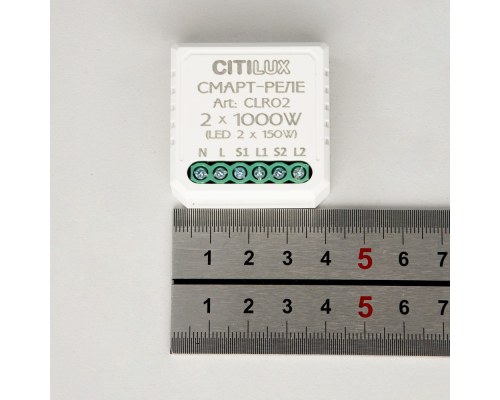 CITILUX
СМАРТ-РЕЛЕ
Art: CLR02
2 x 1000W
(LED 2 x 150W)
N L S1 L1 S2 L2
1 2 3 4 5 6 7
1 2 3 4 5 6 7